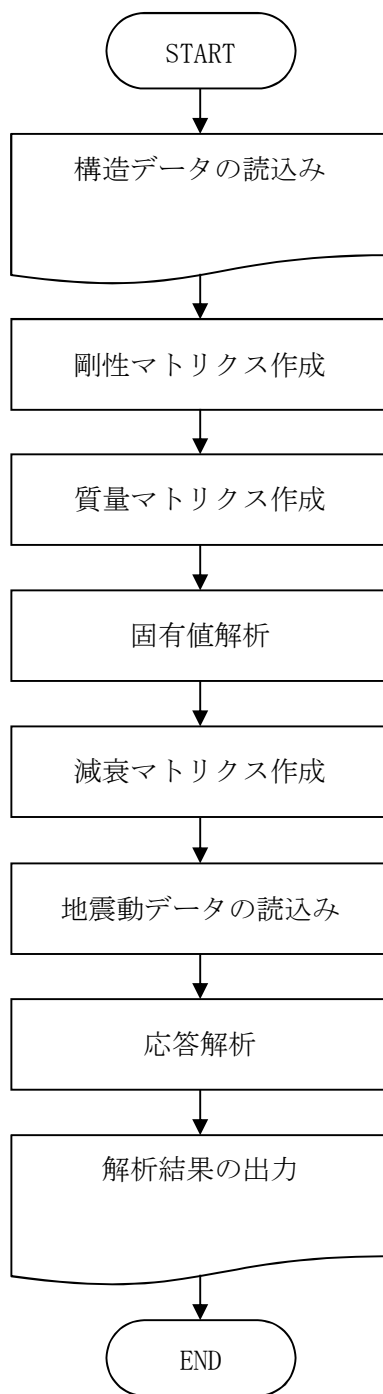 START
構造データの読込み
剛性マトリクス作成
質量マトリクス作成
固有値解析
減衰マトリクス作成
地震動データの読込み
応答解析
解析結果の出力
END